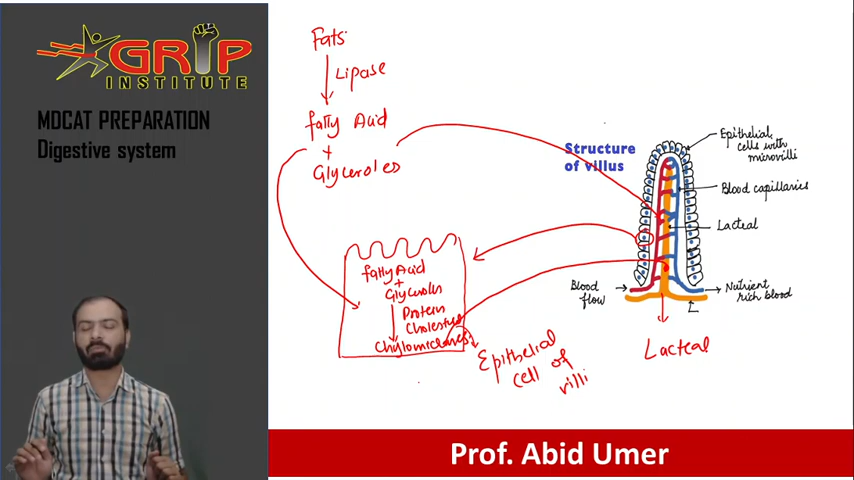 GRIP
INSTITUTE
MDCAT PREPARATION
Digestive system
Fats
Lipase
fatty Acid
+
Glyceroles
fatty Acid
+
Glyceroles
Protein
Cholesterol
Chylomicrones
Epithelial
cell of
villi
Structure
of villus
Epithelial
cells with
microvilli
Blood capillaries
Lacteal
Blood
flow
Nutrient
rich blood
L
Lacteal
Prof. Abid Umer